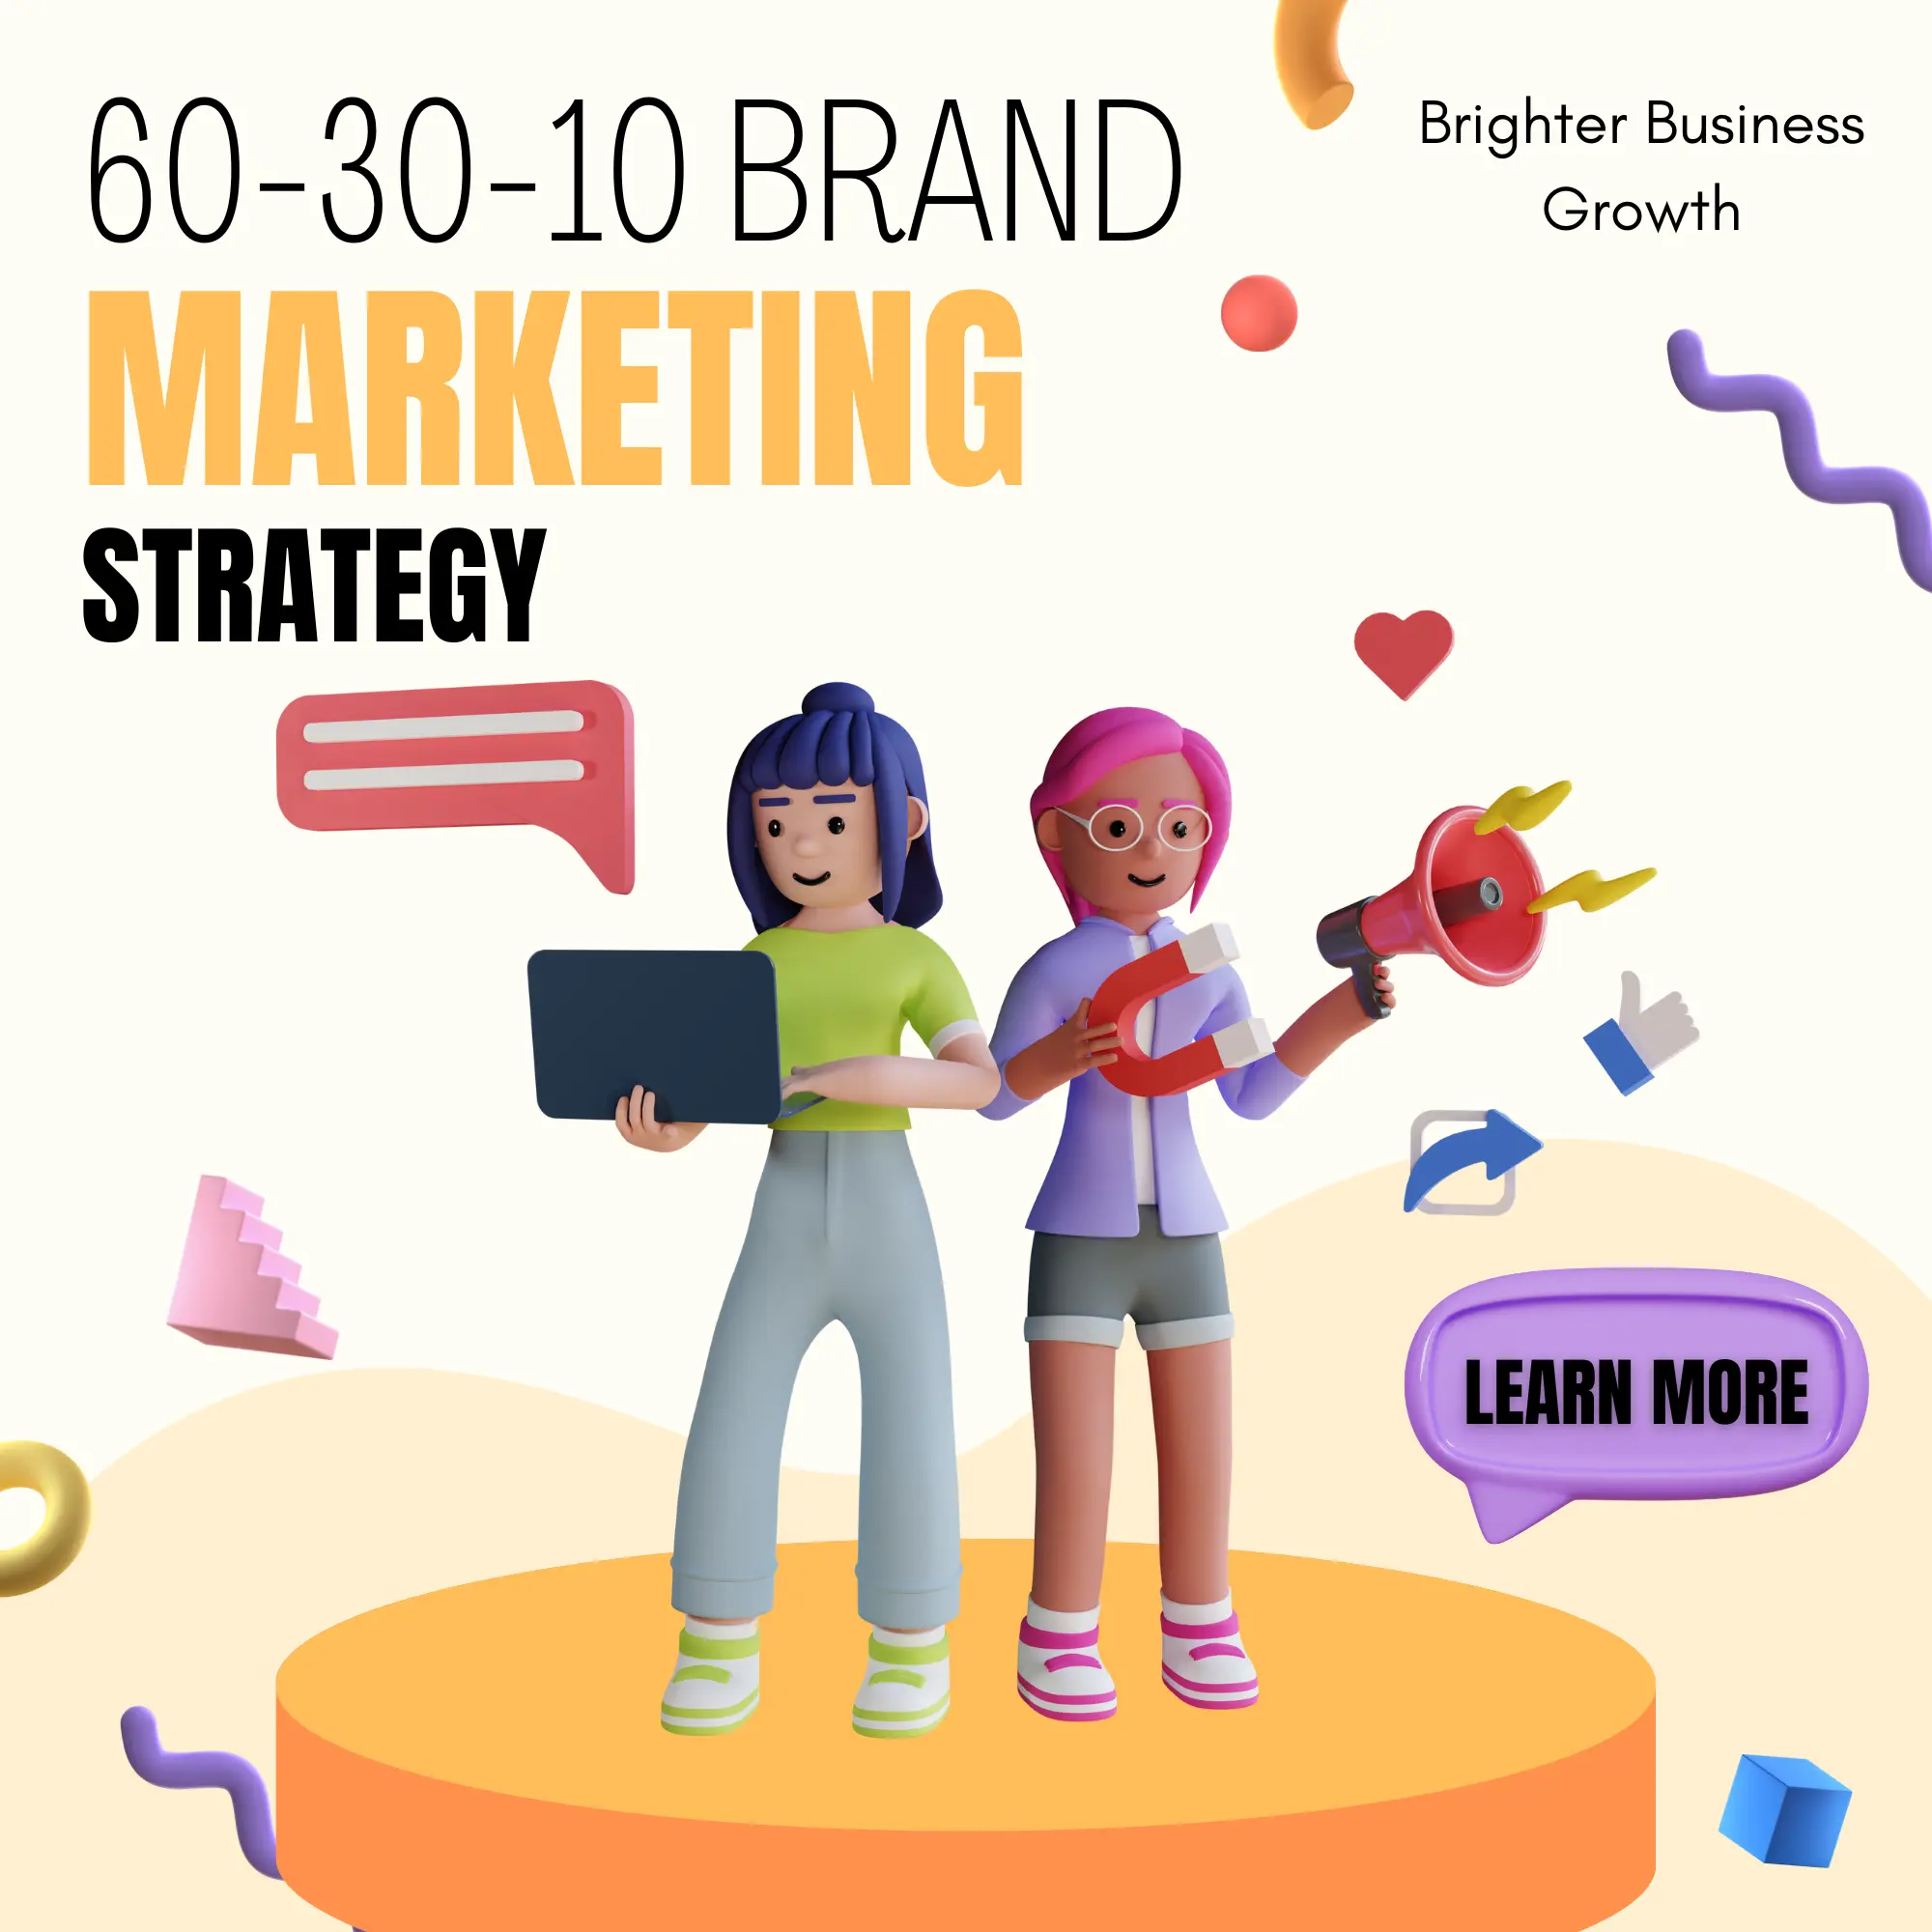 60-30-10 BRAND
MARKETING
STRATEGY
Brighter Business
Growth
LEARN MORE